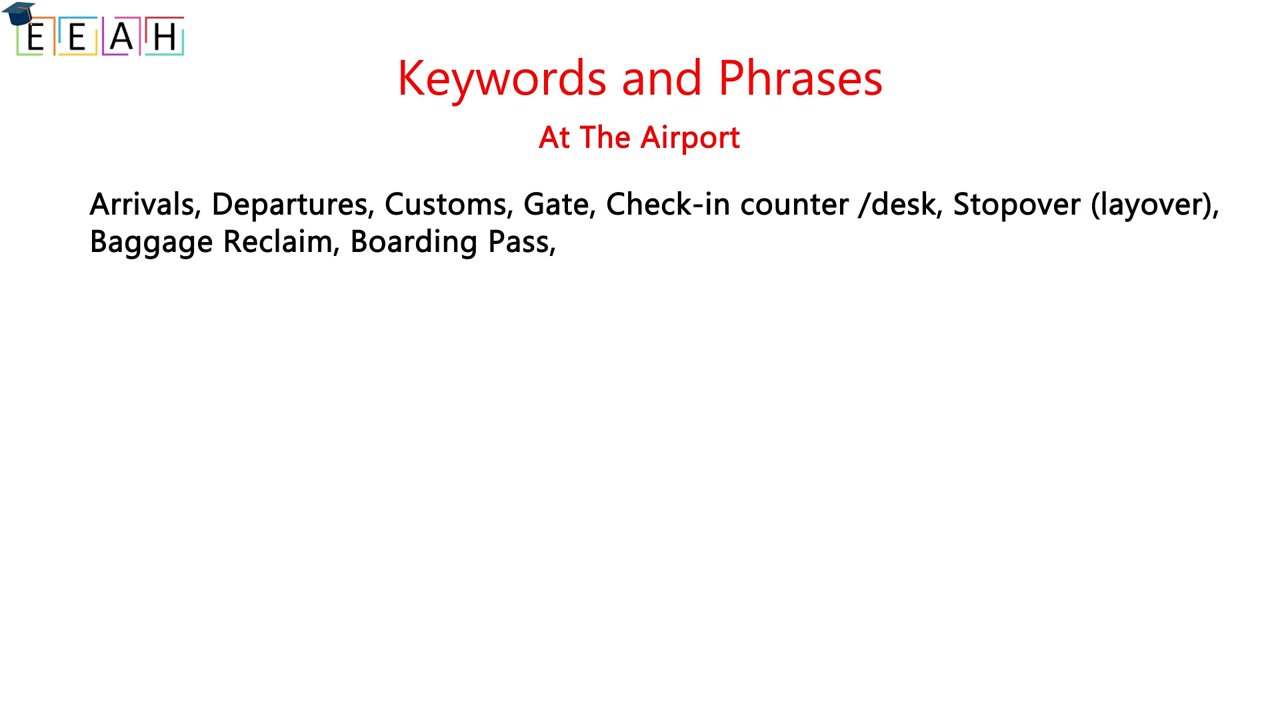 EEAH
Keywords and Phrases
At The Airport
Arrivals, Departures, Customs, Gate, Check-in counter /desk, Stopover (layover),
Baggage Reclaim, Boarding Pass,